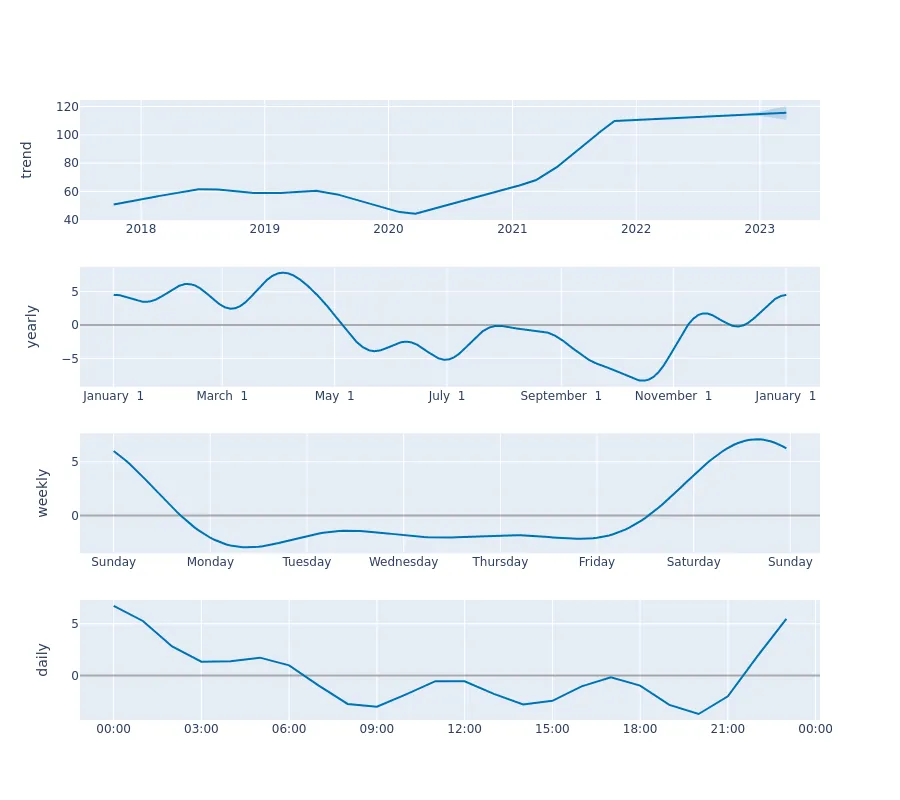 trend
120
100
80
60
40
2018 2019 2020 2021 2022 2023
yearly
5
0
−5
January 1 March 1 May 1 July 1 September 1 November 1 January 1
weekly
5
0
Sunday Monday Tuesday Wednesday Thursday Friday Saturday Sunday
daily
5
0
00:00 03:00 06:00 09:00 12:00 15:00 18:00 21:00 00:00